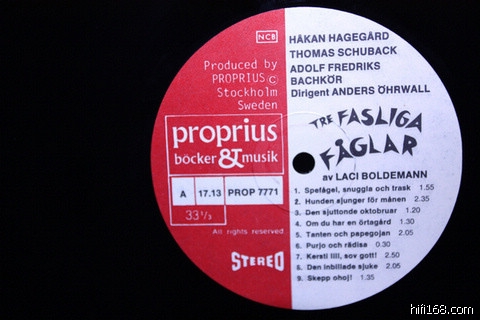 NCB
Produced by
PROPRIUS ©
Stockholm
Sweden
proprius
böcker & musik
A 17.13 PROP 7771
33 1/3
All rights reserved
STEREO
HÅKAN HAGEGÅRD
THOMAS SCHUBACK
ADOLF FREDRIKS
BACHKÖR
Dirigent ANDERS ÖHRWALL
TRE FASLIGA
FÅGLAR
av LACI BOLDEMANN
1. Spefågel, snuggla och trask 1.55
2. Hunden sjunger för månen 2.35
3. Den sjuttonde oktobruar 1.20
4. Om du har en örtagård 1.30
5. Tanten och papegojan 2.05
6. Purjo och rädisa 0.30
7. Kersti lill, sov gott! 2.50
8. Den inbillade sjuke 2.05
9. Skepp ohoj! 1.35
hifi168.com